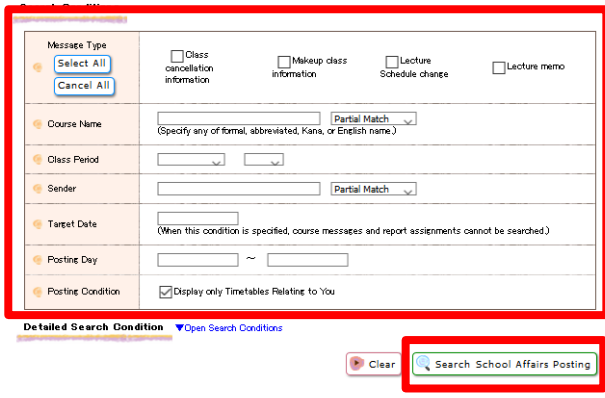 Search Condition
Message Type
Select All
Cancel All
Class cancellation information
Makeup class information
Lecture Schedule change
Lecture memo
Course Name
Partial Match
(Specify any of formal, abbreviated, Kana, or English name.)
Class Period
Sender
Partial Match
Target Date
(When this condition is specified, course messages and report assignments cannot be searched.)
Posting Day
~
Posting Condition
Display only Timetables Relating to You
Detailed Search Condition ▼Open Search Conditions
Clear
Search School Affairs Posting